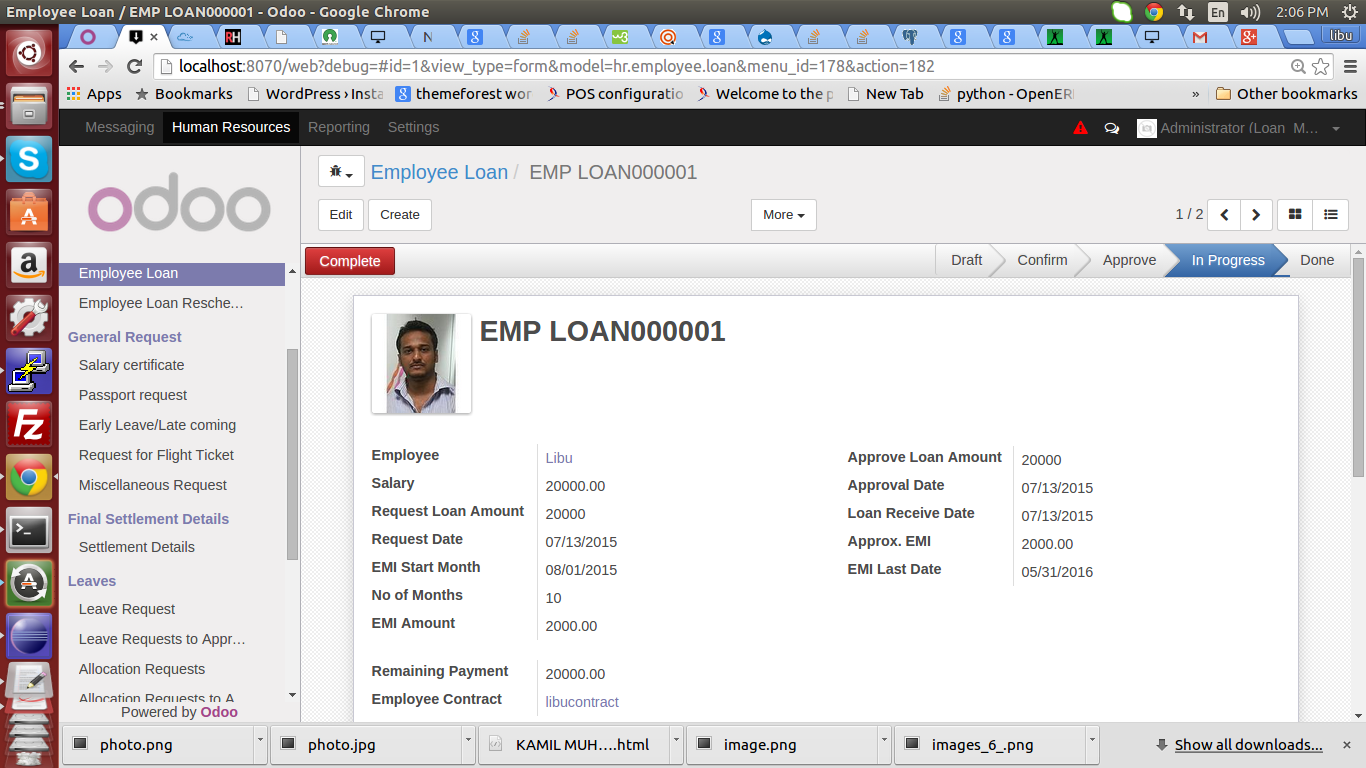 Employee Loan / EMP LOAN000001 - Odoo - Google Chrome
En
2:06 PM
libu
localhost:8070/web?debug=#id=1&view_type=form&model=hr.employee.loan&menu_id=178&action=182
Apps
Bookmarks
WordPress › Insta
themeforest wor
POS configuratio
Welcome to the p
New Tab
python - OpenER
»
Other bookmarks
Messaging
Human Resources
Reporting
Settings
Administrator (Loan M...
odoo
Employee Loan / EMP LOAN000001
Edit
Create
More
1 / 2
Employee Loan
Employee Loan Resche...
General Request
Salary certificate
Passport request
Early Leave/Late coming
Request for Flight Ticket
Miscellaneous Request
Final Settlement Details
Settlement Details
Leaves
Leave Request
Leave Requests to Appr...
Allocation Requests
Allocation Requests to A
Powered by Odoo
Complete
Draft
Confirm
Approve
In Progress
Done
EMP LOAN000001
Employee Libu
Salary 20000.00
Request Loan Amount 20000
Request Date 07/13/2015
EMI Start Month 08/01/2015
No of Months 10
EMI Amount 2000.00
Approve Loan Amount 20000
Approval Date 07/13/2015
Loan Receive Date 07/13/2015
Approx. EMI 2000.00
EMI Last Date 05/31/2016
Remaining Payment 20000.00
Employee Contract libucontract
photo.png
photo.jpg
KAMIL MUH....html
image.png
images_6_.png
Show all downloads...